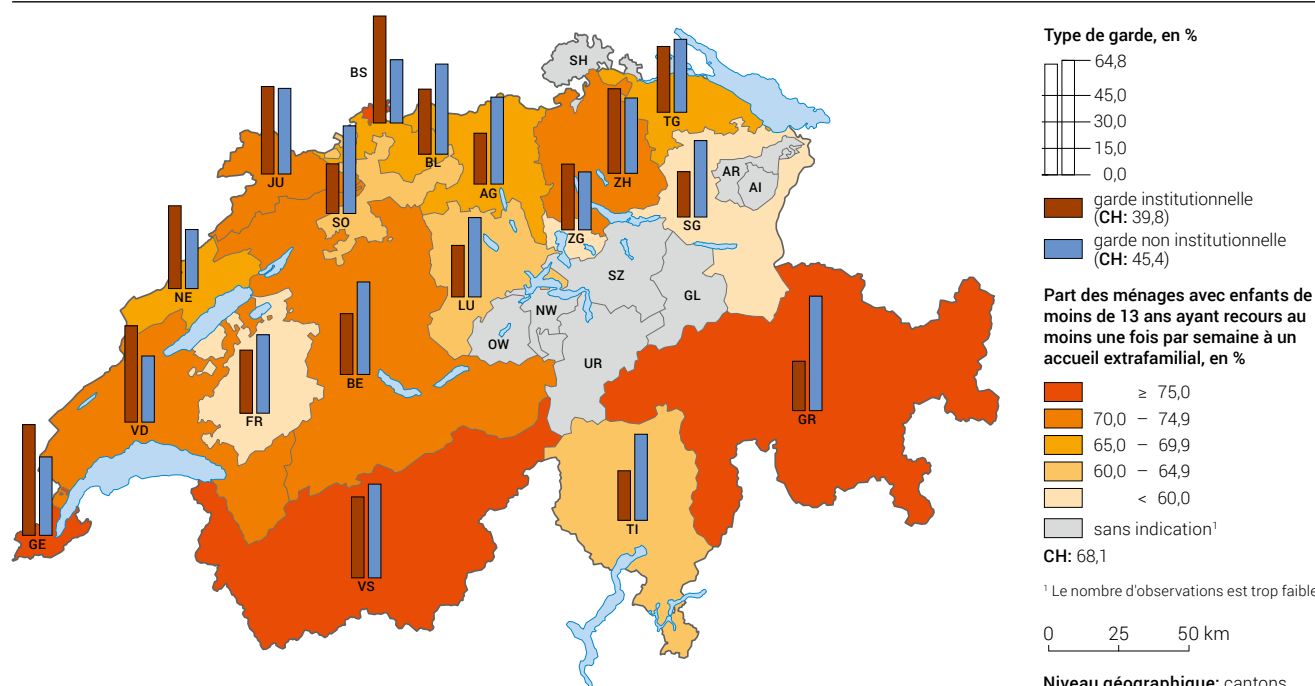 SH
BS
TG
BL
JU
AG
ZH
AR
AI
SO
ZG
SG
NE
LU
SZ
GL
NW
OW
BE
UR
VD
FR
GR
TI
GE
VS
Type de garde, en %
64,8
45,0
30,0
15,0
0,0
garde institutionnelle
(CH: 39,8)
garde non institutionnelle
(CH: 45,4)
Part des ménages avec enfants de
moins de 13 ans ayant recours au
moins une fois par semaine à un
accueil extrafamilial, en %
≥ 75,0
70,0 – 74,9
65,0 – 69,9
60,0 – 64,9
< 60,0
sans indication¹
CH: 68,1
¹ Le nombre d'observations est trop faible
0 25 50 km
Niveau géographique: cantons